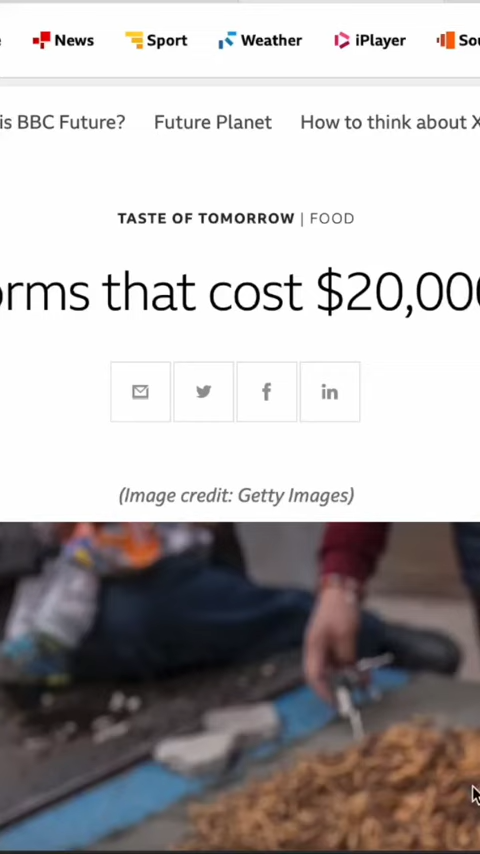 News Sport Weather iPlayer
is BBC Future? Future Planet How to think about X
TASTE OF TOMORROW | FOOD
orms that cost $20,000
(Image credit: Getty Images)